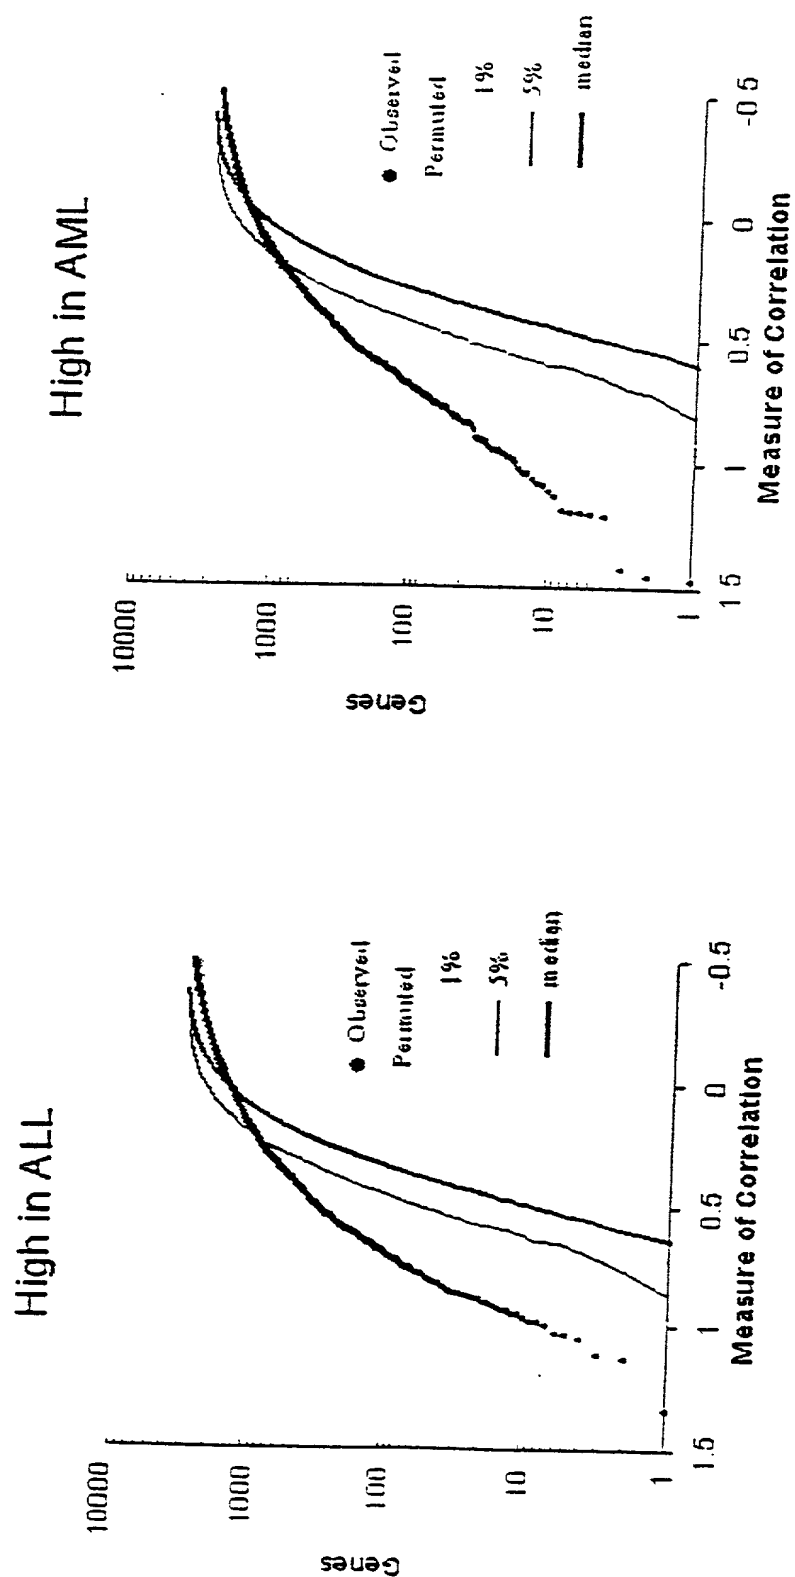 High in ALL
Genes
10000
1000
100
10
1
1.5
1
0.5
0
-0.5
Measure of Correlation
Observed
Permuted
1%
5%
median
High in AML
Genes
10000
1000
100
10
1
1 5
1
0.5
0
-0 5
Measure of Correlation
Observed
Permuted
1%
5%
median